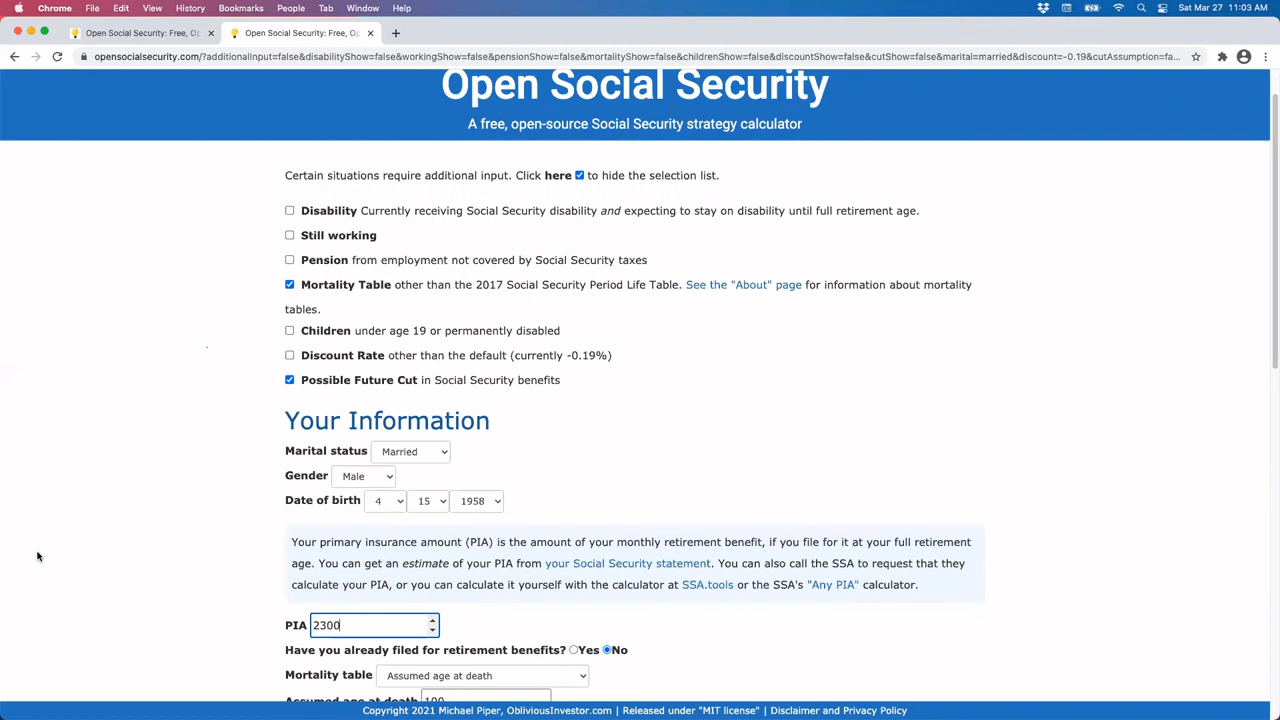 Chrome File Edit View History Bookmarks People Tab Window Help Sat Mar 27 11:03 AM
Open Social Security: Free, Op Open Social Security: Free, Op
opensocialsecurity.com/?additionalInput=false&disabilityShow=false&workingShow=false&pensionShow=false&mortalityShow=false&childrenShow=false&discountShow=false&cutShow=false&marital=married&discount=-0.19&cutAssumption=fa...
Open Social Security
A free, open-source Social Security strategy calculator
Certain situations require additional input. Click here to hide the selection list.
Disability Currently receiving Social Security disability and expecting to stay on disability until full retirement age.
Still working
Pension from employment not covered by Social Security taxes
Mortality Table other than the 2017 Social Security Period Life Table. See the "About" page for information about mortality
tables.
Children under age 19 or permanently disabled
Discount Rate other than the default (currently -0.19%)
Possible Future Cut in Social Security benefits
Your Information
Marital status Married
Gender Male
Date of birth 4 15 1958
Your primary insurance amount (PIA) is the amount of your monthly retirement benefit, if you file for it at your full retirement
age. You can get an estimate of your PIA from your Social Security statement. You can also call the SSA to request that they
calculate your PIA, or you can calculate it yourself with the calculator at SSA.tools or the SSA's "Any PIA" calculator.
PIA 2300
Have you already filed for retirement benefits? Yes No
Mortality table Assumed age at death
Assumed age at death 100
Copyright 2021 Michael Piper, ObliviousInvestor.com | Released under "MIT license" | Disclaimer and Privacy Policy